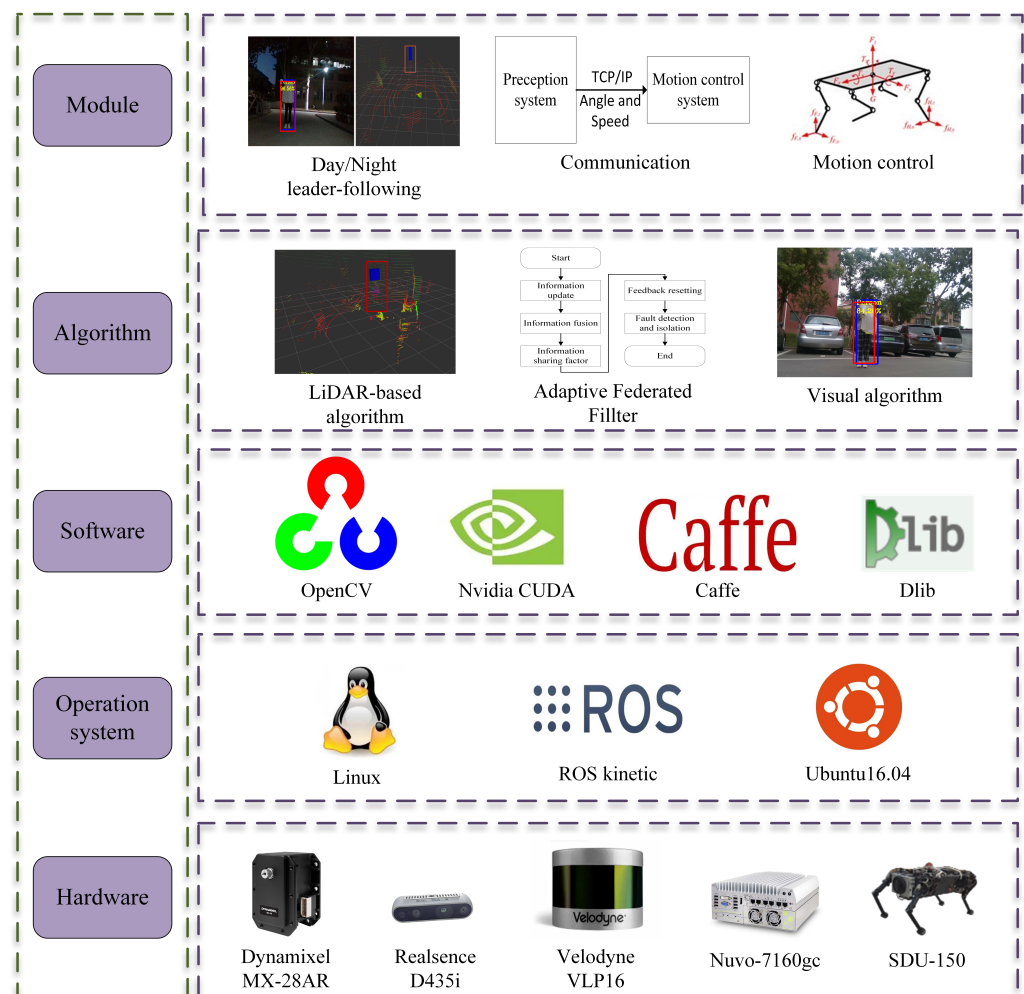 Module
Preception
system
TCP/IP
Angle and
Speed
Motion control
system
Day/Night
leader-following
Communication
Motion control
Algorithm
Start
Information
update
Information fusion
Information
sharing factor
Feedback resetting
Fault detection
and isolation
End
LiDAR-based
algorithm
Adaptive Federated
Fillter
Visual algorithm
Software
Caffe
Dlib
OpenCV
Nvidia CUDA
Caffe
Dlib
Operation
system
ROS
Linux
ROS kinetic
Ubuntu16.04
Hardware
Velodyne
Dynamixel
MX-28AR
Realsence
D435i
Velodyne
VLP16
Nuvo-7160gc
SDU-150